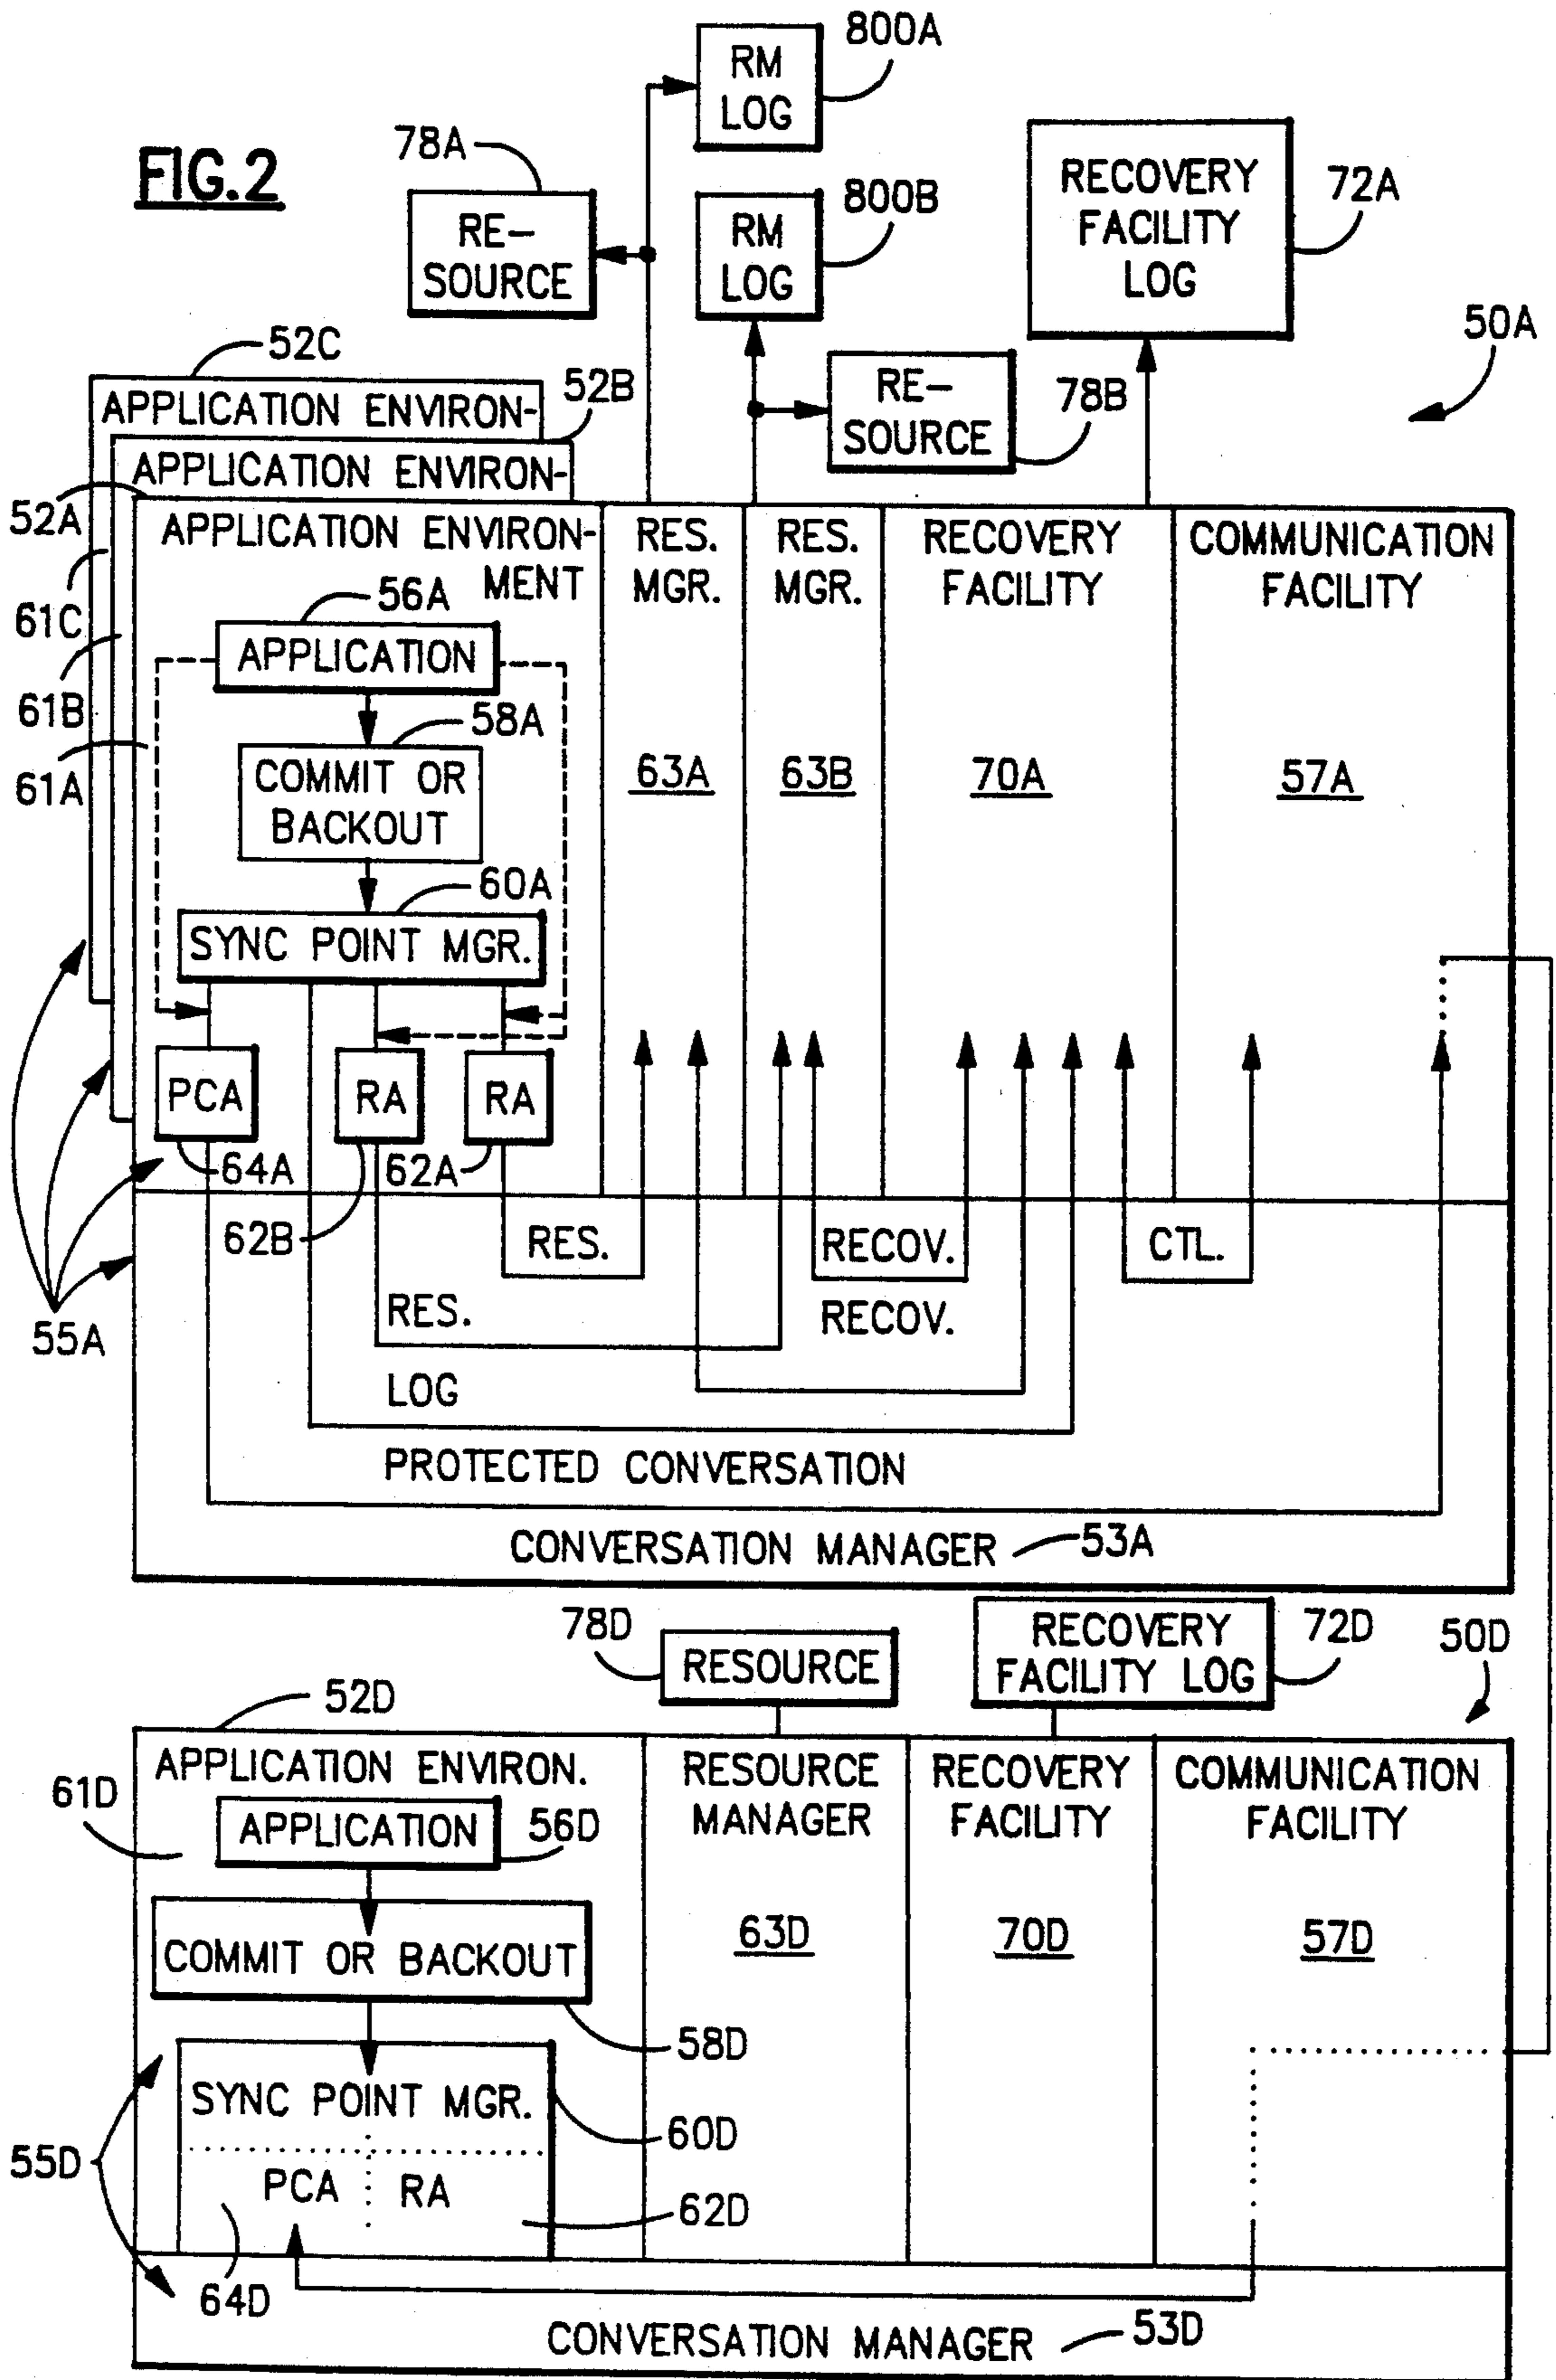 FIG.2
800A
RM
LOG
78A
RE-
SOURCE
800B
RM
LOG
RECOVERY
FACILITY
LOG
72A
50A
RE-
SOURCE
78B
52C
APPLICATION ENVIRON-
52B
APPLICATION ENVIRON-
52A
APPLICATION ENVIRON-
MENT
RES.
MGR.
RES.
MGR.
RECOVERY
FACILITY
COMMUNICATION
FACILITY
61C
61B
61A
56A
APPLICATION
58A
COMMIT OR
BACKOUT
60A
SYNC POINT MGR.
63A
63B
70A
57A
PCA
RA
RA
64A
62B
62A
55A
RES.
RECOV.
CTL.
RES.
RECOV.
LOG
PROTECTED CONVERSATION
CONVERSATION MANAGER
53A
78D
RESOURCE
RECOVERY
FACILITY LOG
72D
50D
52D
APPLICATION ENVIRON.
RESOURCE
MANAGER
RECOVERY
FACILITY
COMMUNICATION
FACILITY
61D
APPLICATION
56D
COMMIT OR BACKOUT
58D
63D
70D
57D
SYNC POINT MGR.
60D
55D
PCA
RA
62D
64D
CONVERSATION MANAGER
53D